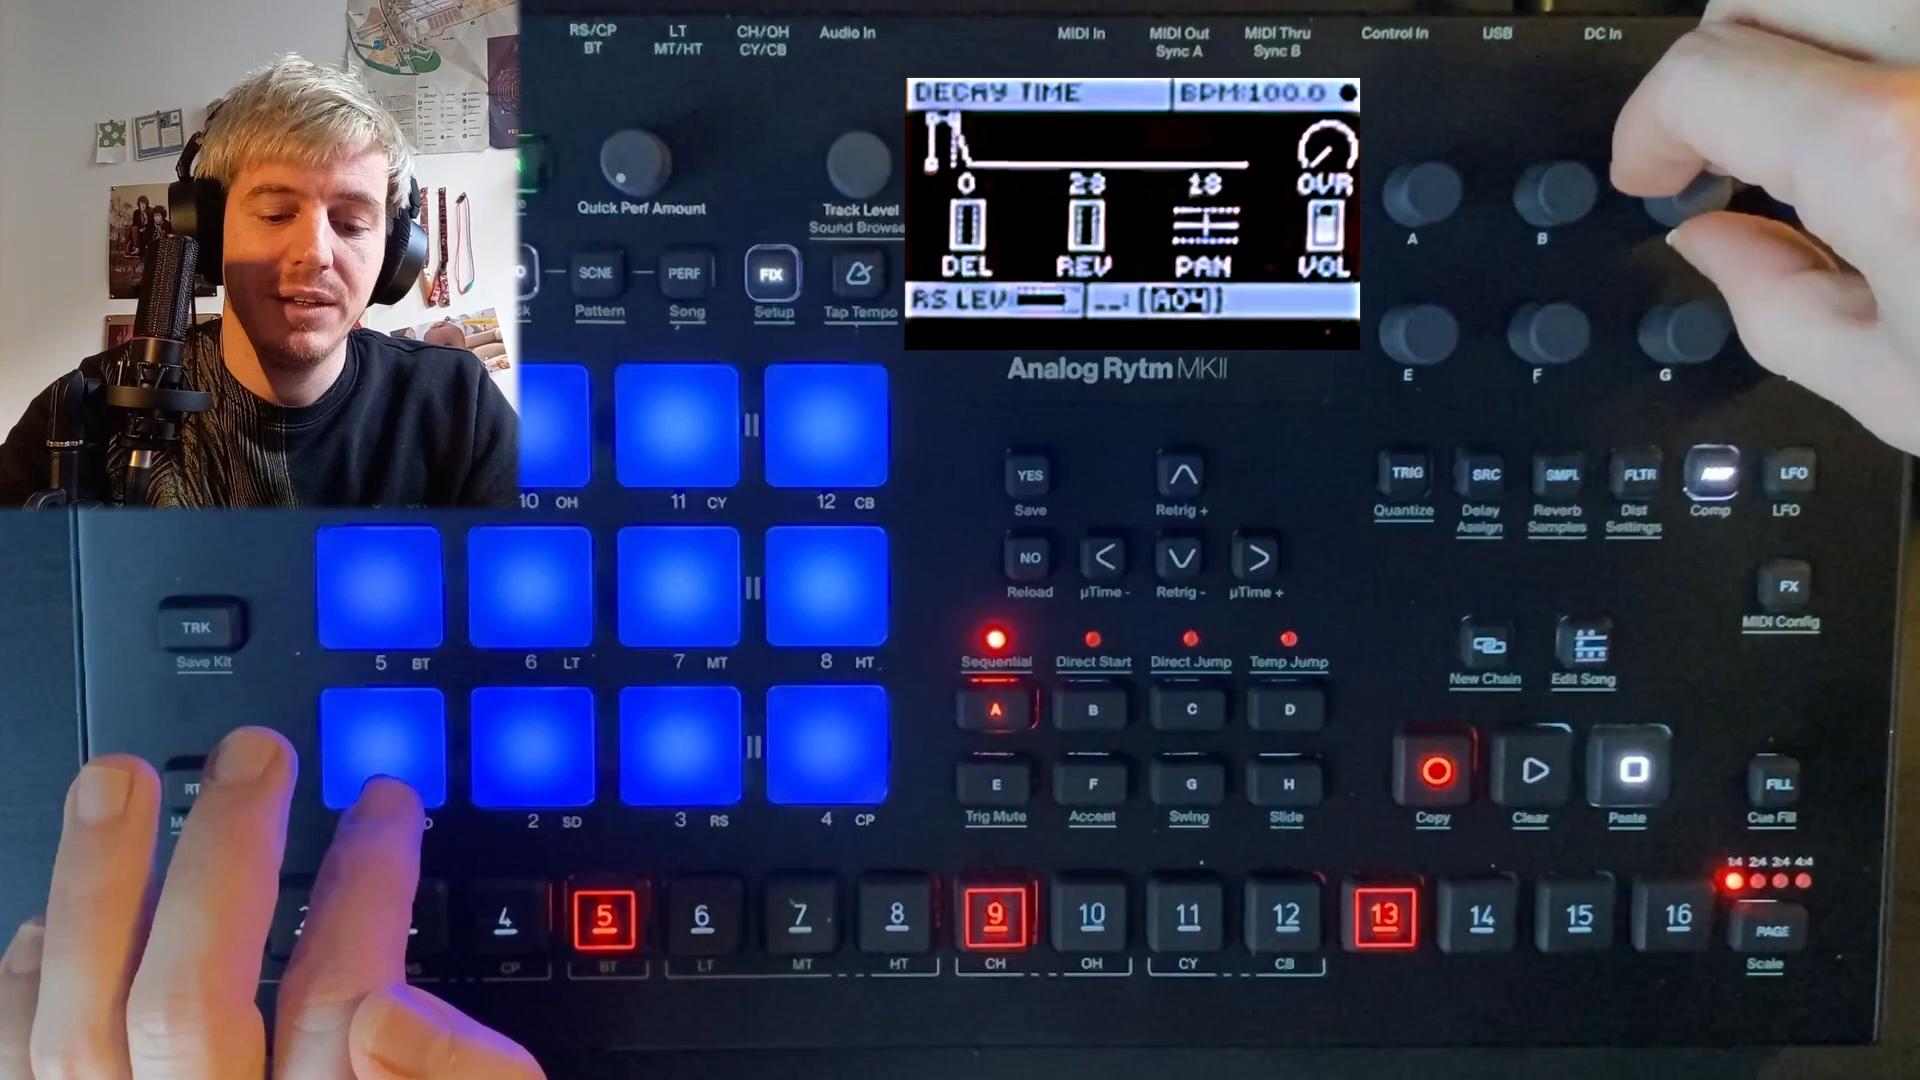 RS/CP
BT
LT
MT/HT
CH/OH
CY/CB
Audio In
MIDI In
MIDI Out
Sync A
MIDI Thru
Sync B
Control In
USB
DC In
DECAY TIME
BPM:100.0
0
28
18
OVR
DEL
REV
PAN
VOL
RS LEV
__: [(A04)]
Quick Perf Amount
Track Level
Sound Browse
A
B
E
F
G
SCNE
PERF
FIX
Pattern
Song
Setup
Tap Tempo
Analog Rytm MKII
10 OH
11 CY
12 CB
YES
Save
Retrig +
TRIG
SRC
SMPL
FLTR
AMP
LFO
Quantize
Delay
Assign
Reverb
Samples
Dist
Settings
Comp
LFO
NO
Reload
µTime -
Retrig -
µTime +
FX
MIDI Config
TRK
Save Kit
5 BT
6 LT
7 MT
8 HT
Sequential
Direct Start
Direct Jump
Temp Jump
New Chain
Edit Song
A
B
C
D
E
F
G
H
Trig Mute
Accent
Swing
Slide
Copy
Clear
Paste
FILL
Cue Fill
2 SD
3 RS
4 CP
1:4 2:4 3:4 4:4
4
5
6
7
8
9
10
11
12
13
14
15
16
PAGE
Scale
CP
BT
LT
MT
HT
CH
OH
CY
CB